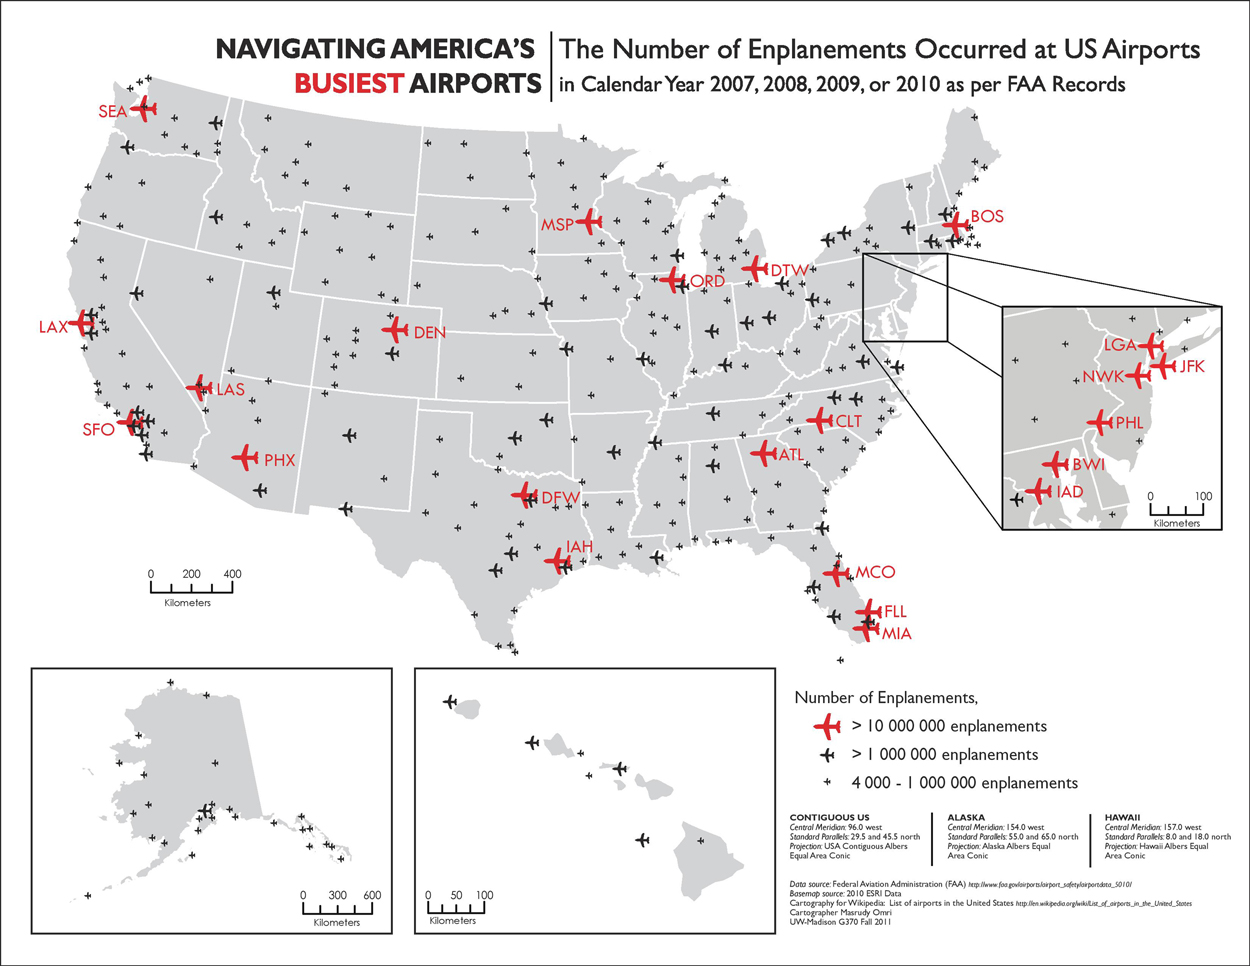 NAVIGATING AMERICA'S
BUSIEST AIRPORTS
The Number of Enplanements Occurred at US Airports
in Calendar Year 2007, 2008, 2009, or 2010 as per FAA Records
SEA
MSP
BOS
ORD
DTW
LAX
DEN
LAS
SFO
PHX
CLT
ATL
DFW
IAH
MCO
FLL
MIA
LGA
JFK
NWK
PHL
BWI
IAD
0 100
Kilometers
0 200 400
Kilometers
0 300 600
Kilometers
0 50 100
Kilometers
Number of Enplanements,
> 10 000 000 enplanements
> 1 000 000 enplanements
4 000 - 1 000 000 enplanements
CONTIGUOUS US
Central Meridian: 96.0 west
Standard Parallels: 29.5 and 45.5 north
Projection: USA Contiguous Albers
Equal Area Conic
ALASKA
Central Meridian: 154.0 west
Standard Parallels: 55.0 and 65.0 north
Projection: Alaska Albers Equal
Area Conic
HAWAII
Central Meridian: 157.0 west
Standard Parallels: 8.0 and 18.0 north
Projection: Hawaii Albers Equal
Area Conic
Data source: Federal Aviation Administration (FAA) http://www.faa.gov/airports/airport_safety/airportdata_5010/
Basemap source: 2010 ESRI Data
Cartography for Wikipedia: List of airports in the United States http://en.wikipedia.org/wiki/List_of_airports_in_the_United_States
Cartographer Masrudy Omri
UW-Madison G370 Fall 2011